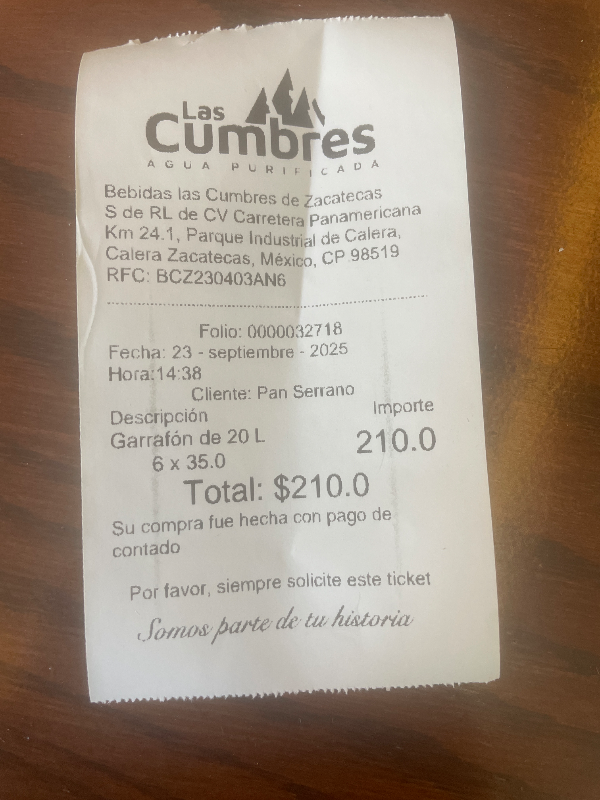 Las
Cumbres
AGUA PURIFICADA
Bebidas las Cumbres de Zacatecas
S de RL de CV Carretera Panamericana
Km 24.1, Parque Industrial de Calera,
Calera Zacatecas, México, CP 98519
RFC: BCZ230403AN6
Folio: 0000032718
Fecha: 23 - septiembre - 2025
Hora:14:38
Cliente: Pan Serrano
Descripción Importe
Garrafón de 20 L 210.0
6 x 35.0
Total: $210.0
Su compra fue hecha con pago de
contado
Por favor, siempre solicite este ticket
Somos parte de tu historia